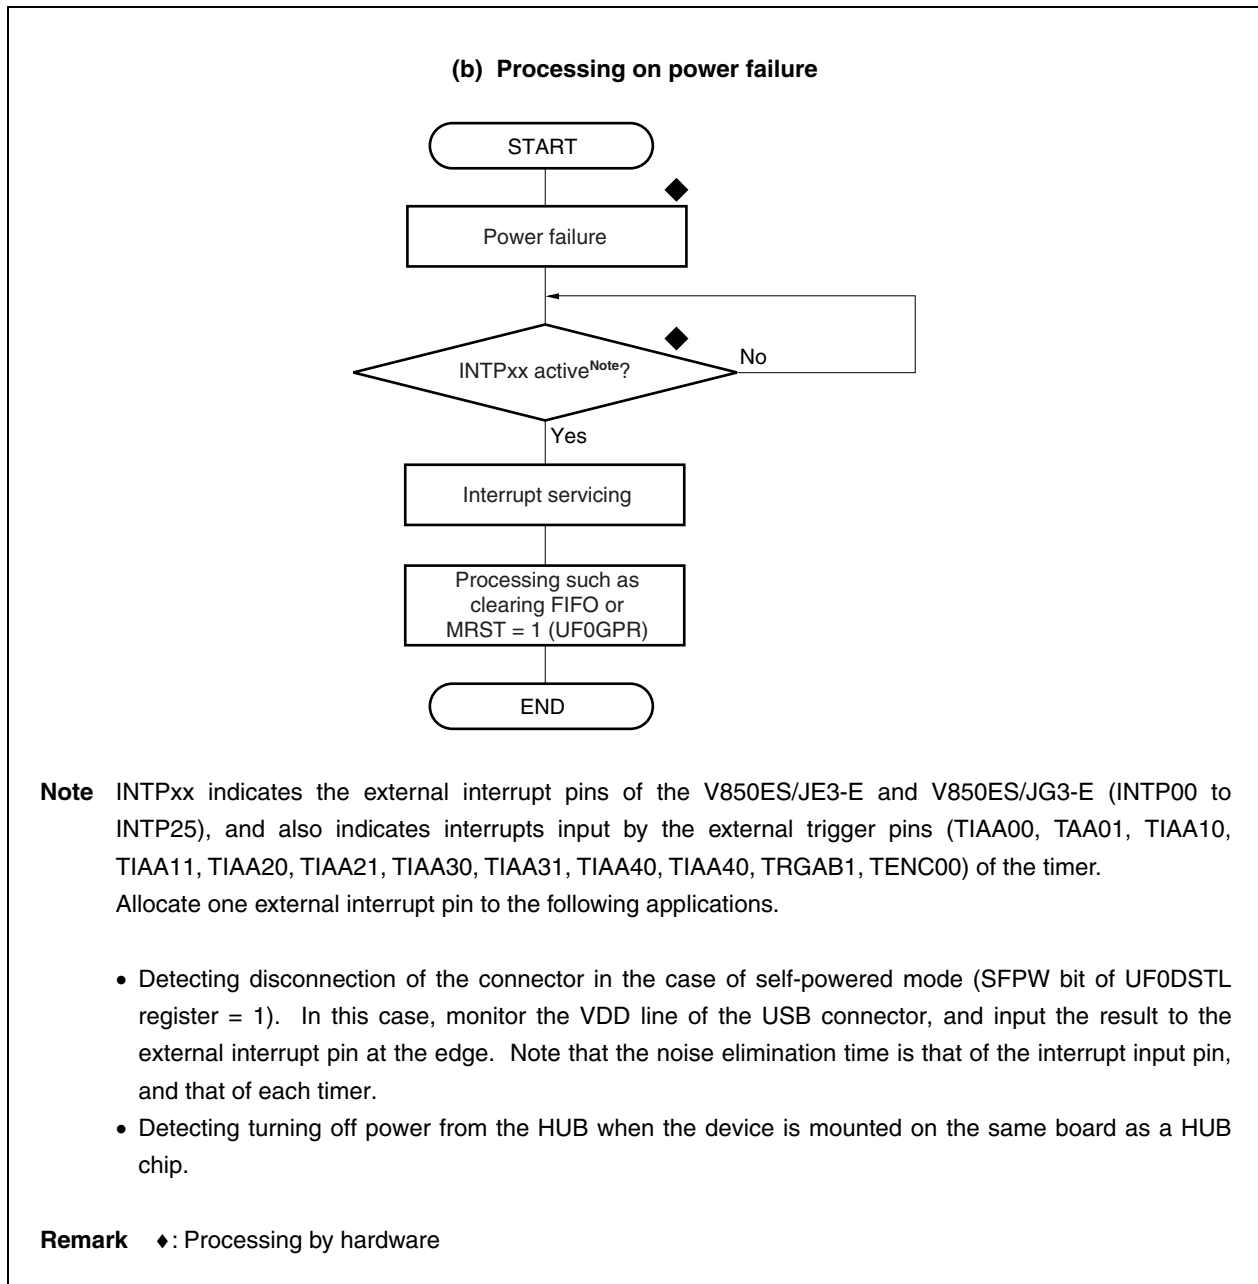 (b) Processing on power failure
START
Power failure
INTPxx activeNote?
No
Yes
Interrupt servicing
Processing such as
clearing FIFO or
MRST = 1 (UF0GPR)
END
Note INTPxx indicates the external interrupt pins of the V850ES/JE3-E and V850ES/JG3-E (INTP00 to
INTP25), and also indicates interrupts input by the external trigger pins (TIAA00, TAA01, TIAA10,
TIAA11, TIAA20, TIAA21, TIAA30, TIAA31, TIAA40, TIAA40, TRGAB1, TENC00) of the timer.
Allocate one external interrupt pin to the following applications.
• Detecting disconnection of the connector in the case of self-powered mode (SFPW bit of UF0DSTL
register = 1). In this case, monitor the VDD line of the USB connector, and input the result to the
external interrupt pin at the edge. Note that the noise elimination time is that of the interrupt input pin,
and that of each timer.
• Detecting turning off power from the HUB when the device is mounted on the same board as a HUB
chip.
Remark ♦: Processing by hardware